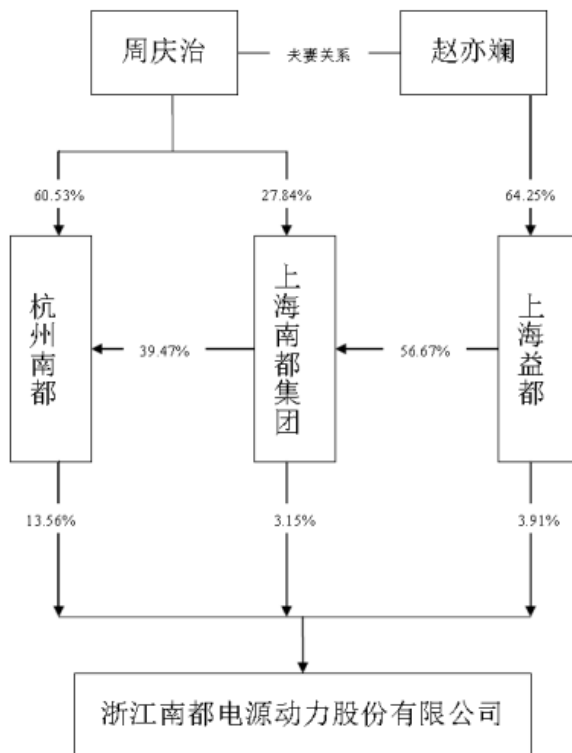 周庆治
夫妻关系
赵亦斓
60.53%
27.84%
64.25%
杭州南都
39.47%
上海南都集团
56.67%
上海益都
13.56%
3.15%
3.91%
浙江南都电源动力股份有限公司